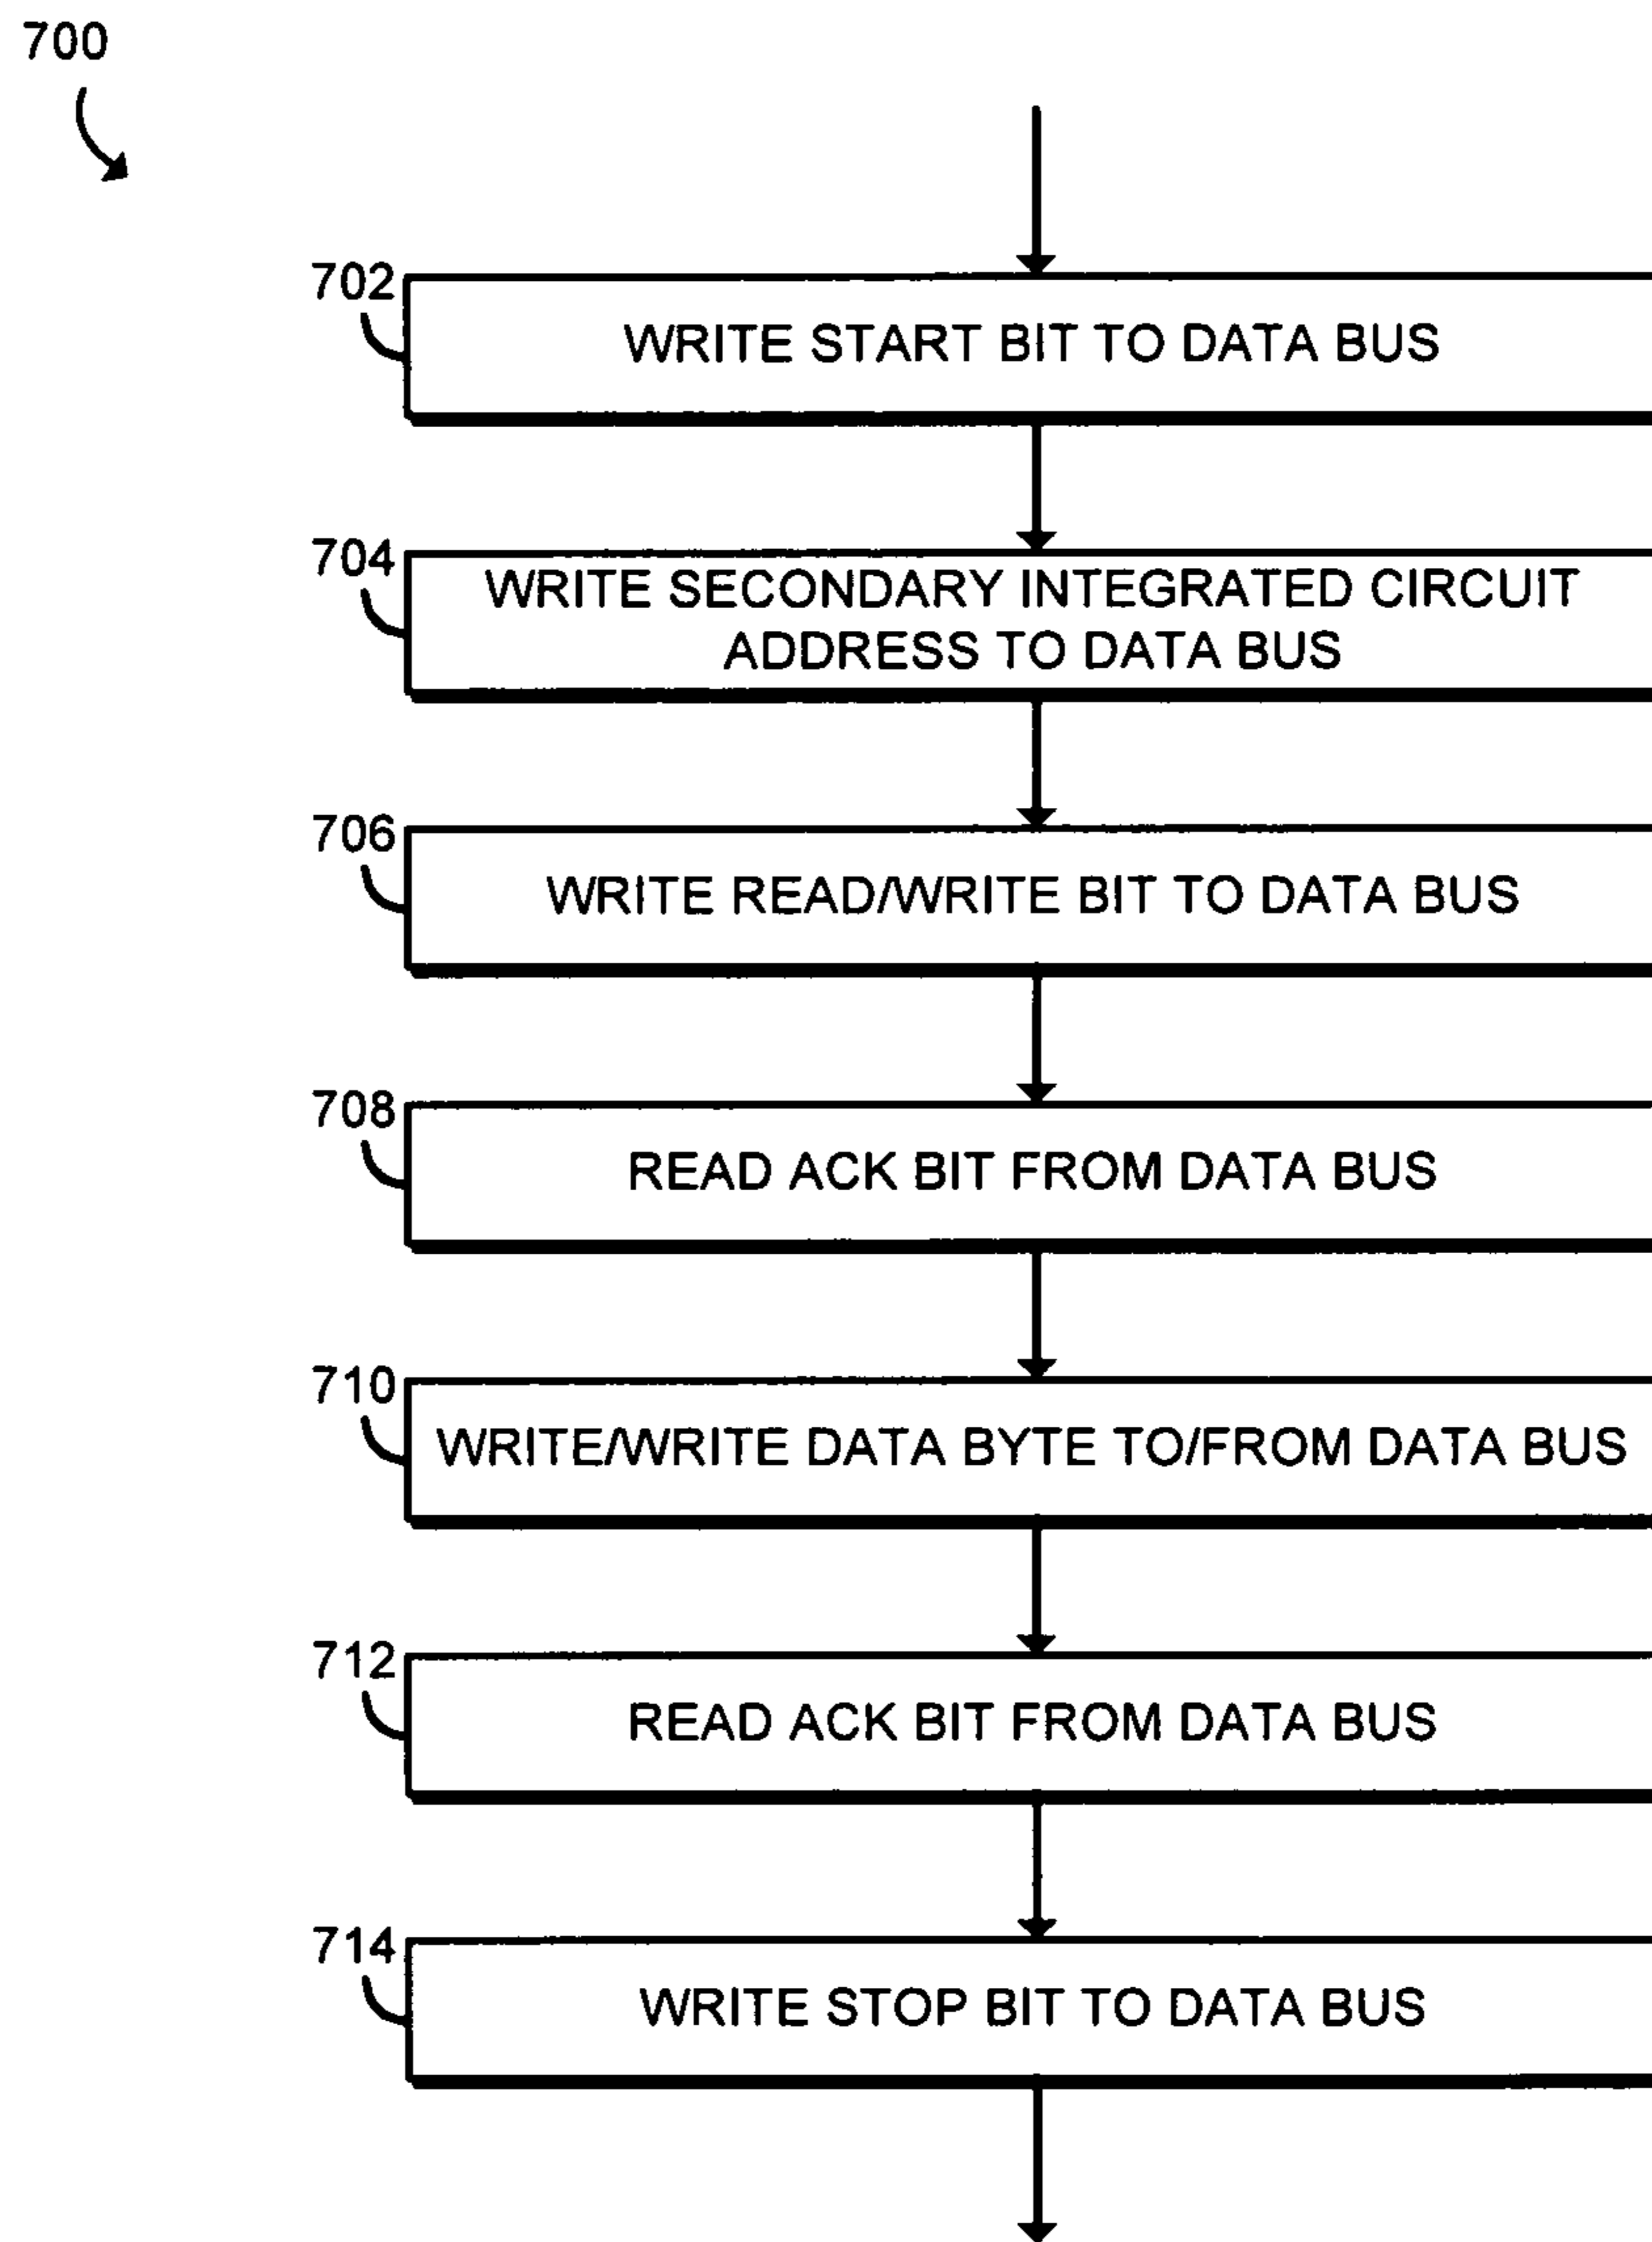 700
702
WRITE START BIT TO DATA BUS
704
WRITE SECONDARY INTEGRATED CIRCUIT
ADDRESS TO DATA BUS
706
WRITE READ/WRITE BIT TO DATA BUS
708
READ ACK BIT FROM DATA BUS
710
WRITE/WRITE DATA BYTE TO/FROM DATA BUS
712
READ ACK BIT FROM DATA BUS
714
WRITE STOP BIT TO DATA BUS